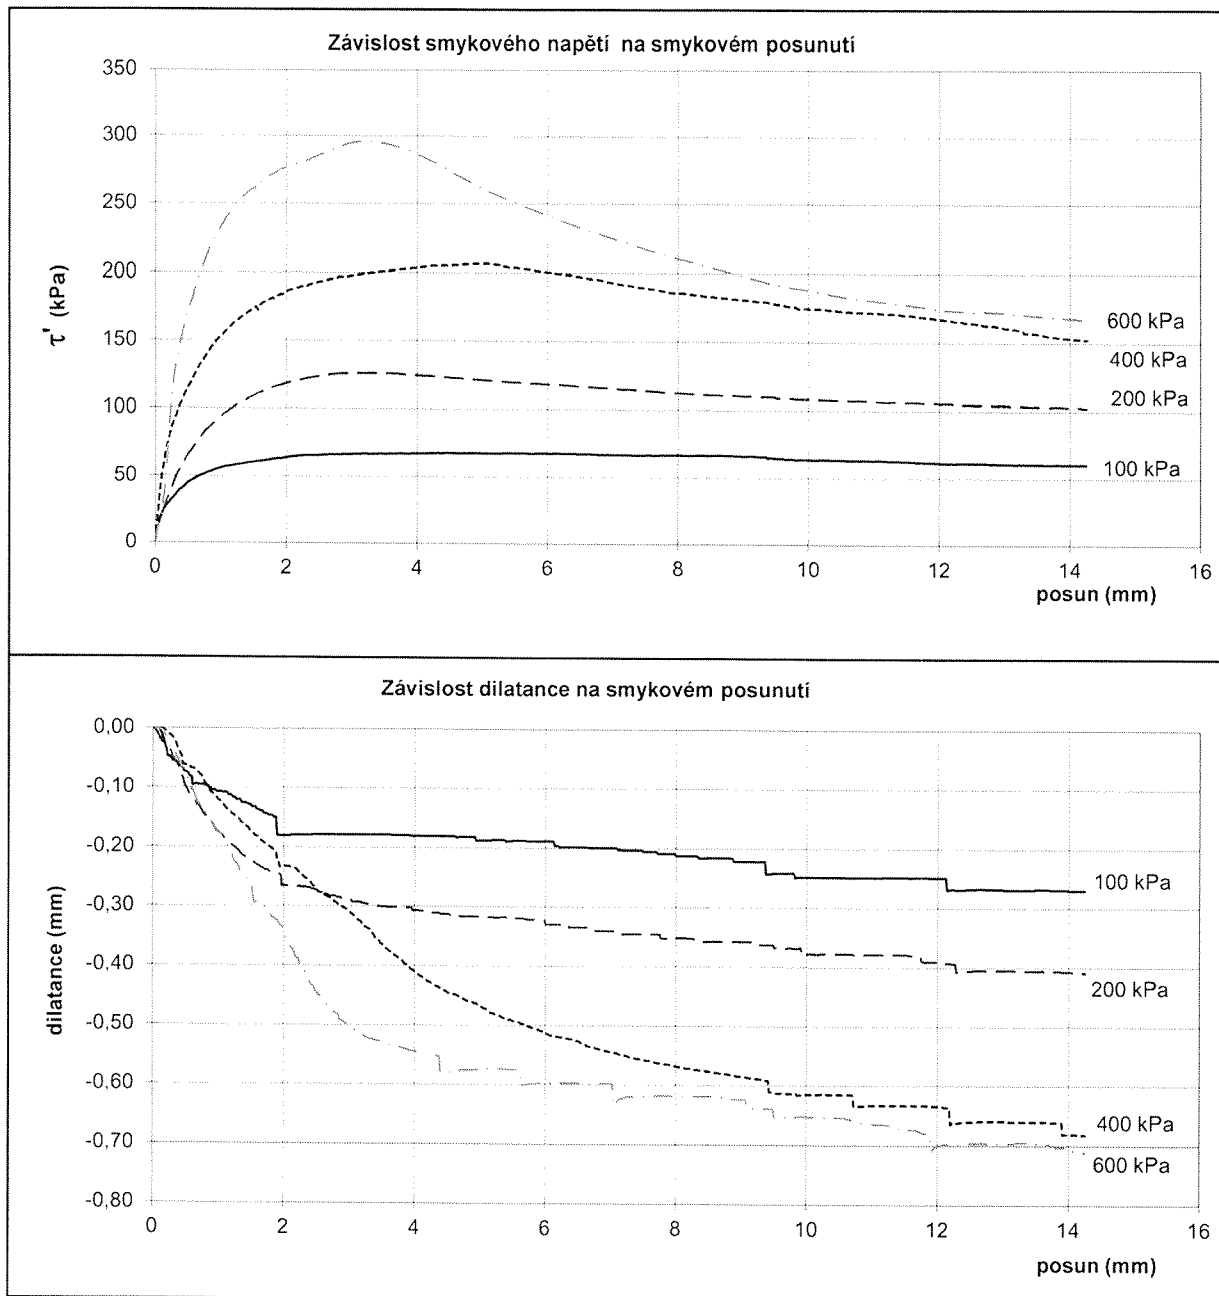 Závislost smykového napětí na smykovém posunutí
350
300
250
200
150
100
50
0
τ' (kPa)
600 kPa
400 kPa
200 kPa
100 kPa
0 2 4 6 8 10 12 14 16
posun (mm)
Závislost dilatance na smykovém posunutí
0,00
-0,10
-0,20
-0,30
-0,40
-0,50
-0,60
-0,70
-0,80
dilatance (mm)
100 kPa
200 kPa
400 kPa
600 kPa
0 2 4 6 8 10 12 14 16
posun (mm)